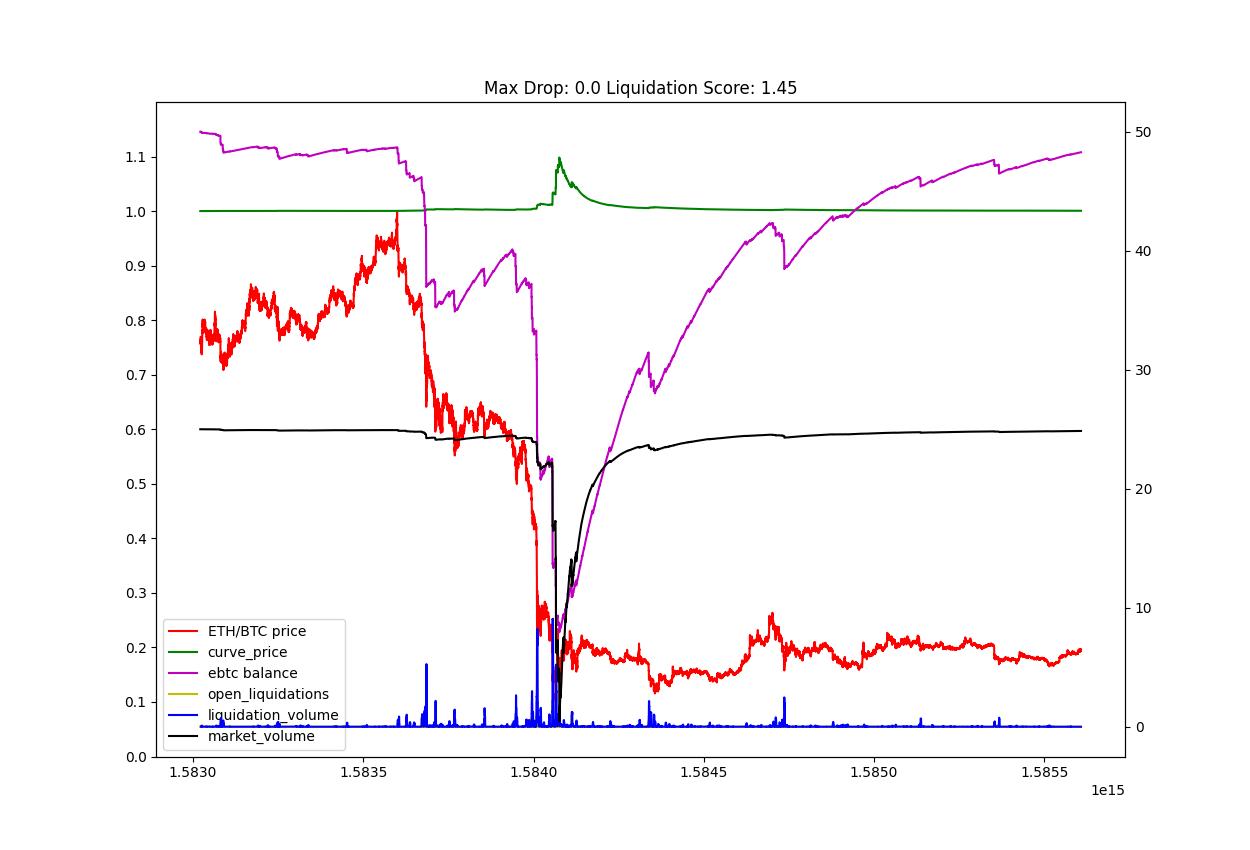 Max Drop: 0.0 Liquidation Score: 1.45
1.1
1.0
0.9
0.8
0.7
0.6
0.5
0.4
0.3
0.2
0.1
0.0
50
40
30
20
10
0
ETH/BTC price
curve_price
ebtc balance
open_liquidations
liquidation_volume
market_volume
1.5830 1.5835 1.5840 1.5845 1.5850 1.5855
1e15